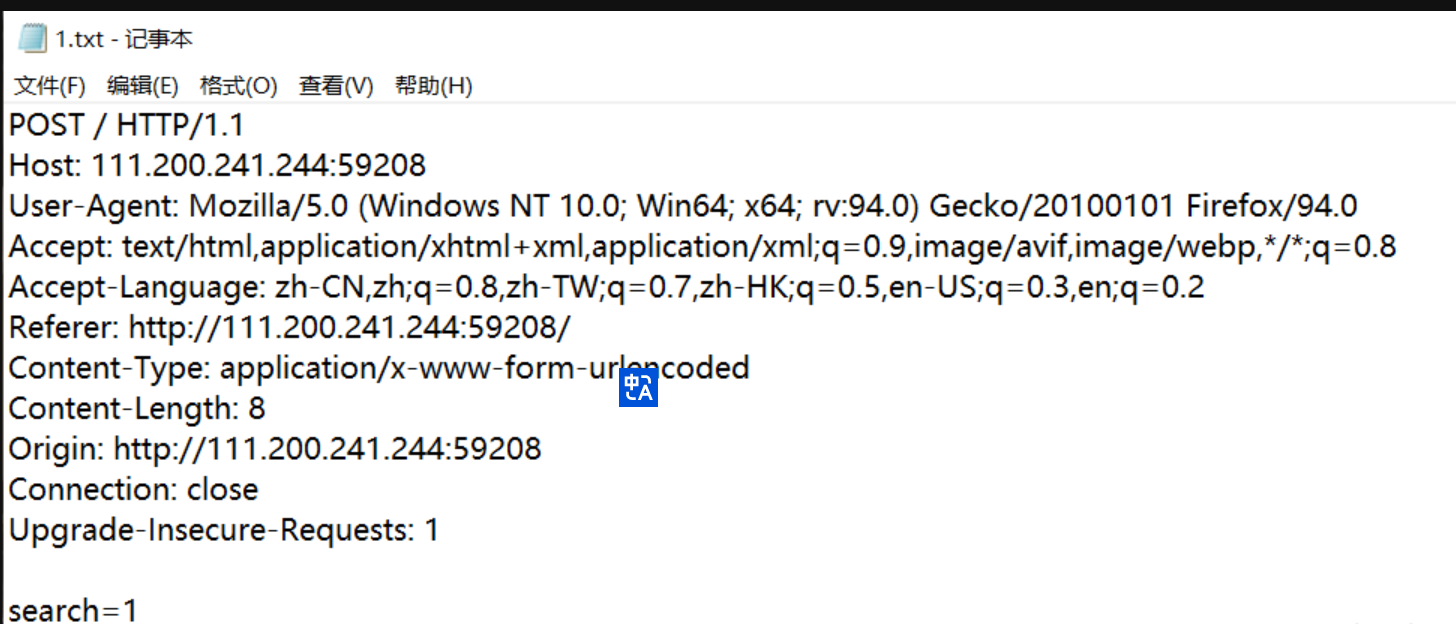 1.txt - 记事本
文件(F) 编辑(E) 格式(O) 查看(V) 帮助(H)
POST / HTTP/1.1
Host: 111.200.241.244:59208
User-Agent: Mozilla/5.0 (Windows NT 10.0; Win64; x64; rv:94.0) Gecko/20100101 Firefox/94.0
Accept: text/html,application/xhtml+xml,application/xml;q=0.9,image/avif,image/webp,*/*;q=0.8
Accept-Language: zh-CN,zh;q=0.8,zh-TW;q=0.7,zh-HK;q=0.5,en-US;q=0.3,en;q=0.2
Referer: http://111.200.241.244:59208/
Content-Type: application/x-www-form-urlencoded
中A
Content-Length: 8
Origin: http://111.200.241.244:59208
Connection: close
Upgrade-Insecure-Requests: 1
search=1